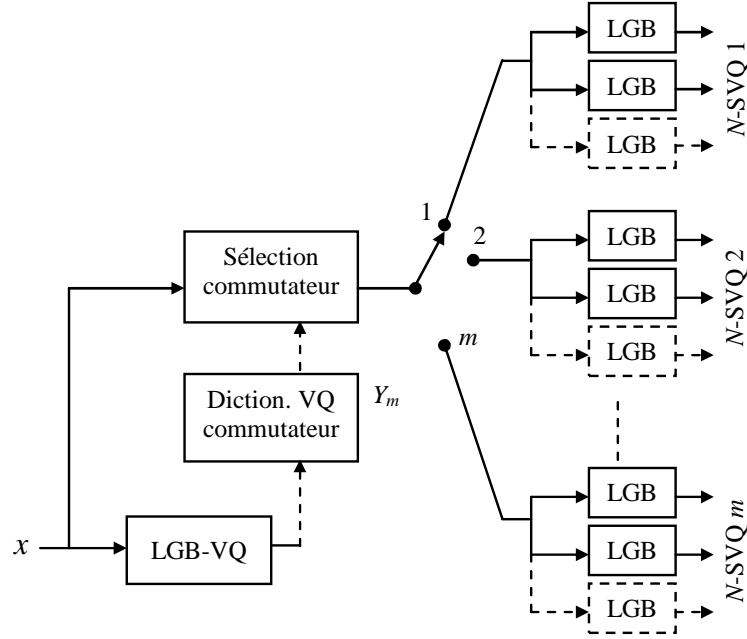 LGB
LGB
LGB
N-SVQ 1
1
2
Sélection
commutateur
LGB
LGB
LGB
N-SVQ 2
m
Diction. VQ
commutateur
Yₘ
x
LGB-VQ
LGB
LGB
LGB
N-SVQ m